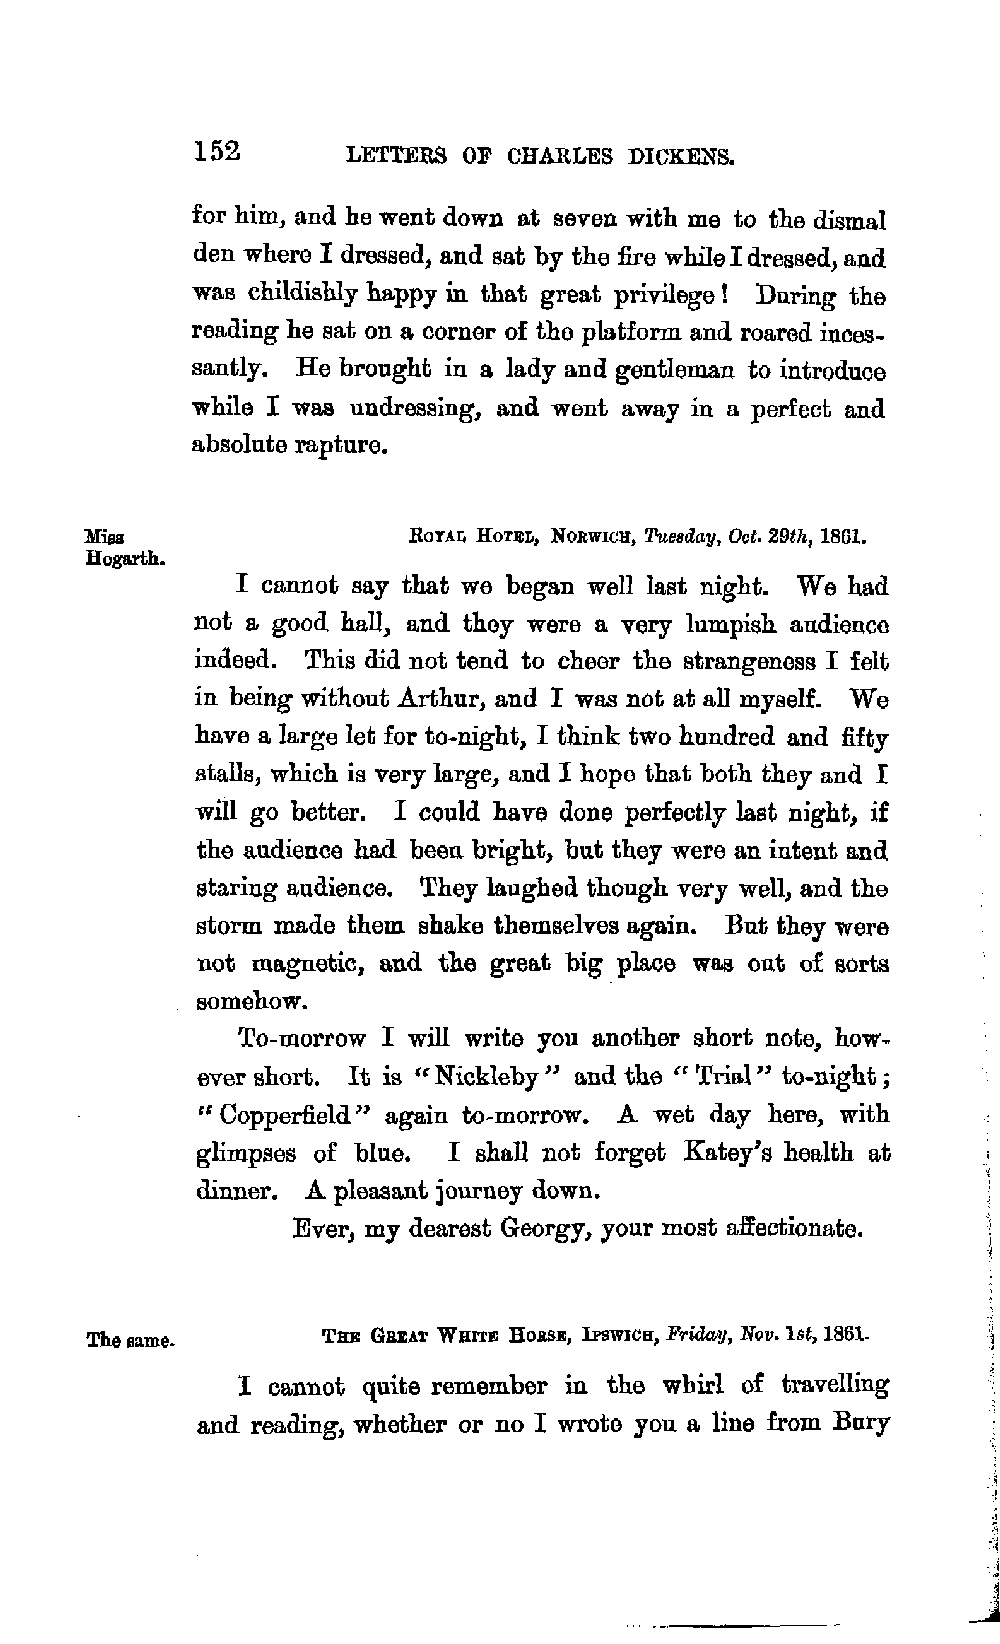 152 LETTERS OF CHARLES DICKENS.
for him, and he went down at seven with me to the dismal
den where I dressed, and sat by the fire while I dressed, and
was childishly happy in that great privilege! During the
reading he sat on a corner of the platform and roared inces-
santly. He brought in a lady and gentleman to introduce
while I was undressing, and went away in a perfect and
absolute rapture.
Miss
Hogarth.
ROYAL HOTEL, NORWICH, Tuesday, Oct. 29th, 1861.
I cannot say that we began well last night. We had
not a good hall, and they were a very lumpish audience
indeed. This did not tend to cheer the strangeness I felt
in being without Arthur, and I was not at all myself. We
have a large let for to-night, I think two hundred and fifty
stalls, which is very large, and I hope that both they and I
will go better. I could have done perfectly last night, if
the audience had been bright, but they were an intent and
staring audience. They laughed though very well, and the
storm made them shake themselves again. But they were
not magnetic, and the great big place was out of sorts
somehow.
To-morrow I will write you another short note, how-
ever short. It is "Nickleby" and the "Trial" to-night;
"Copperfield" again to-morrow. A wet day here, with
glimpses of blue. I shall not forget Katey's health at
dinner. A pleasant journey down.
Ever, my dearest Georgy, your most affectionate.
The same.
THE GREAT WHITE HORSE, IPSWICH, Friday, Nov. 1st, 1861.
I cannot quite remember in the whirl of travelling
and reading, whether or no I wrote you a line from Bury